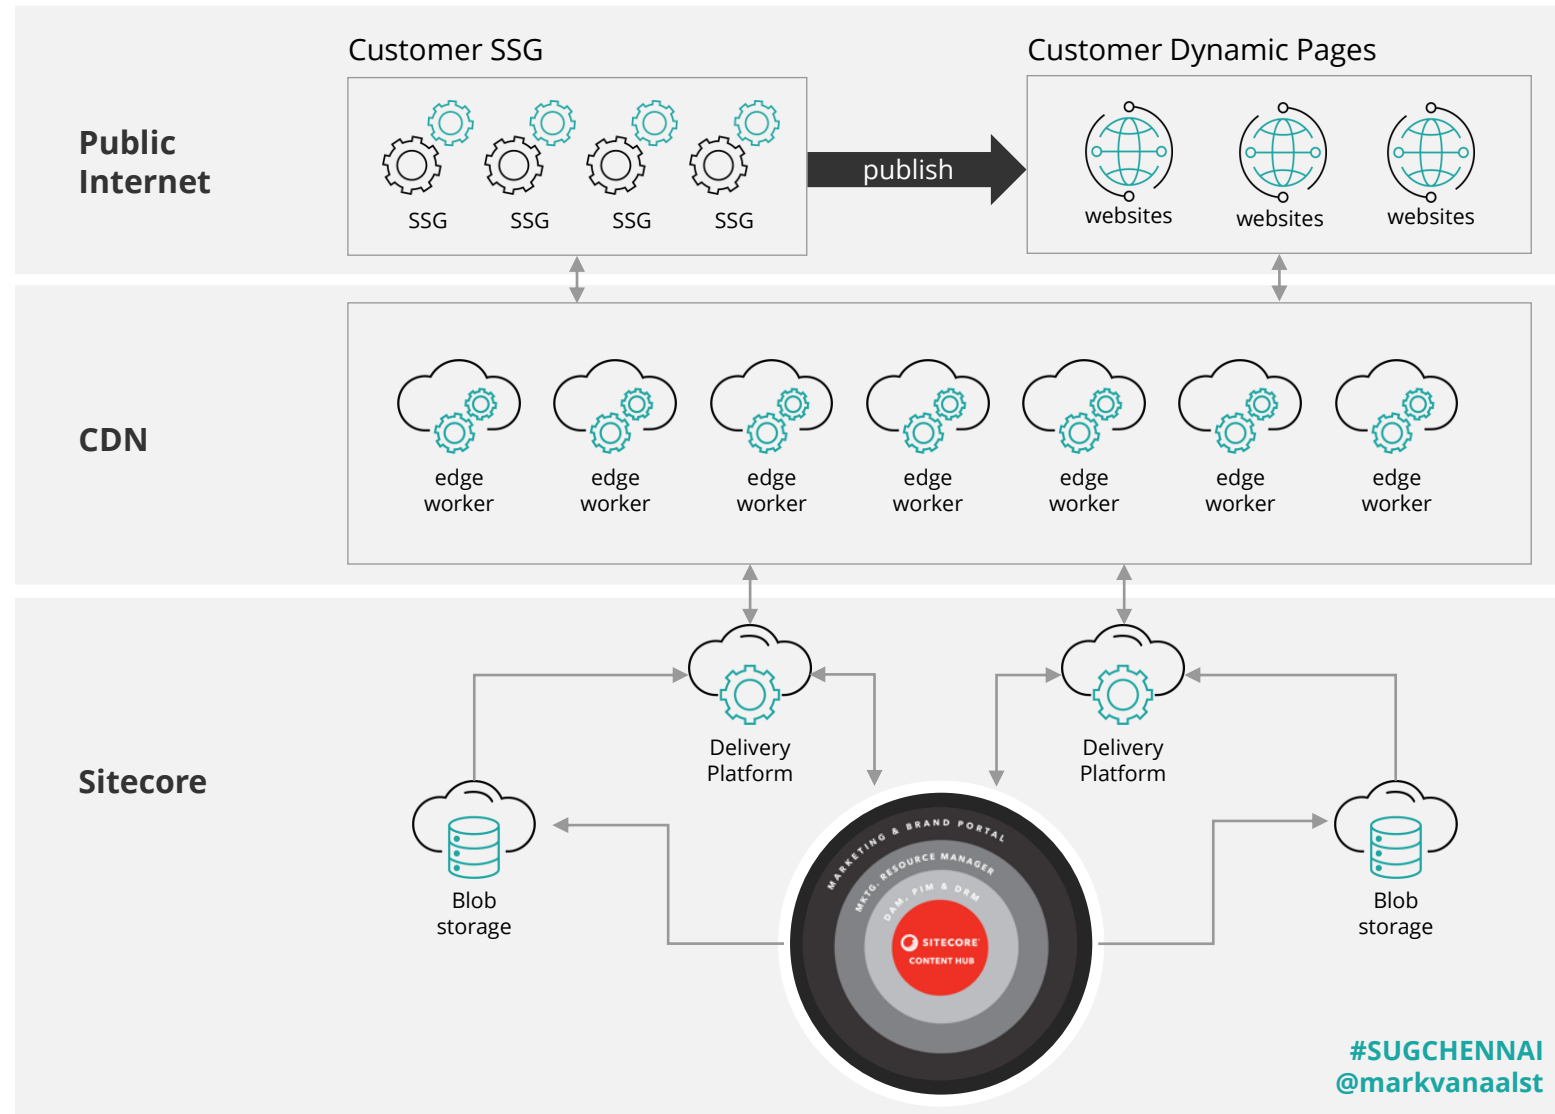 Customer SSG
Customer Dynamic Pages
Public
Internet
SSG
SSG
SSG
SSG
publish
websites
websites
websites
CDN
edge
worker
edge
worker
edge
worker
edge
worker
edge
worker
edge
worker
edge
worker
Sitecore
Delivery
Platform
Delivery
Platform
Blob
storage
MARKETING & BRAND PORTAL
MKTG. RESOURCE MANAGER
DAM, PIM & DRM
SITECORE
CONTENT HUB
Blob
storage
#SUGCHENNAI
@markvanaalst